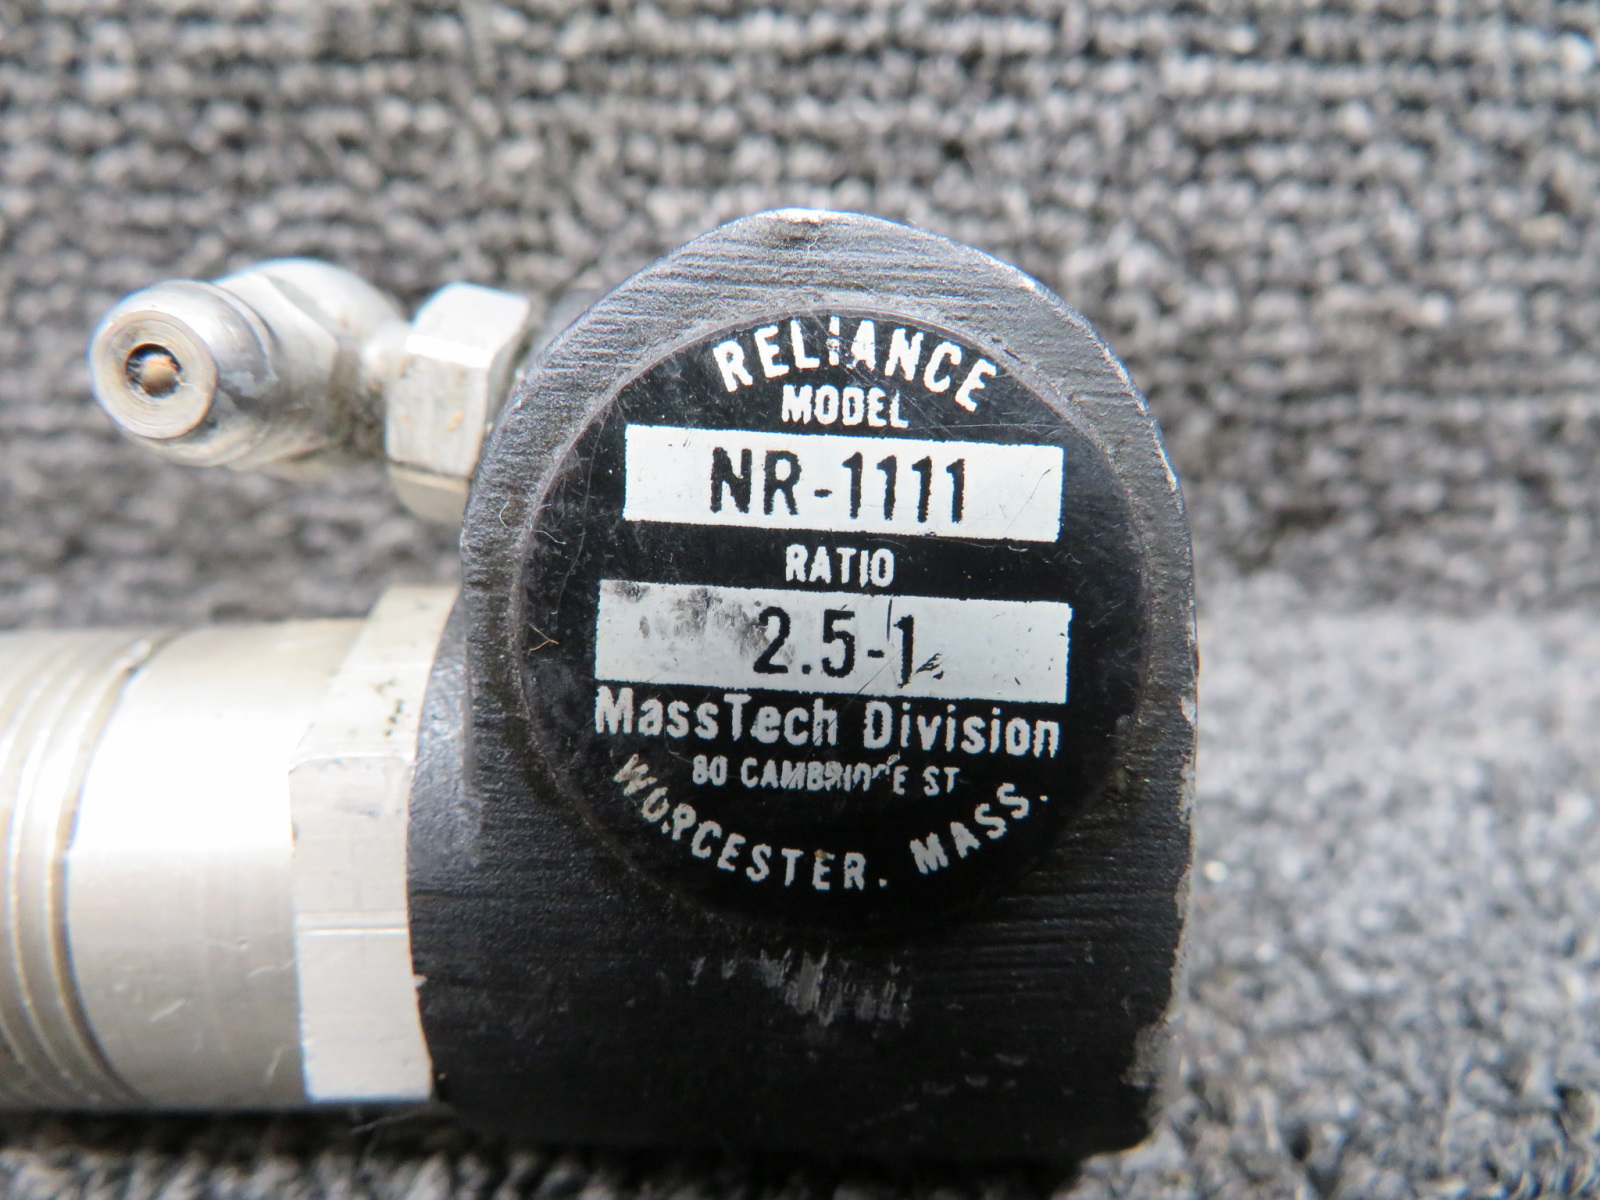 RELIANCE
MODEL
NR-1111
RATIO
2.5-1
MassTech Division
80 CAMBRIDGE ST
WORCESTER. MASS.